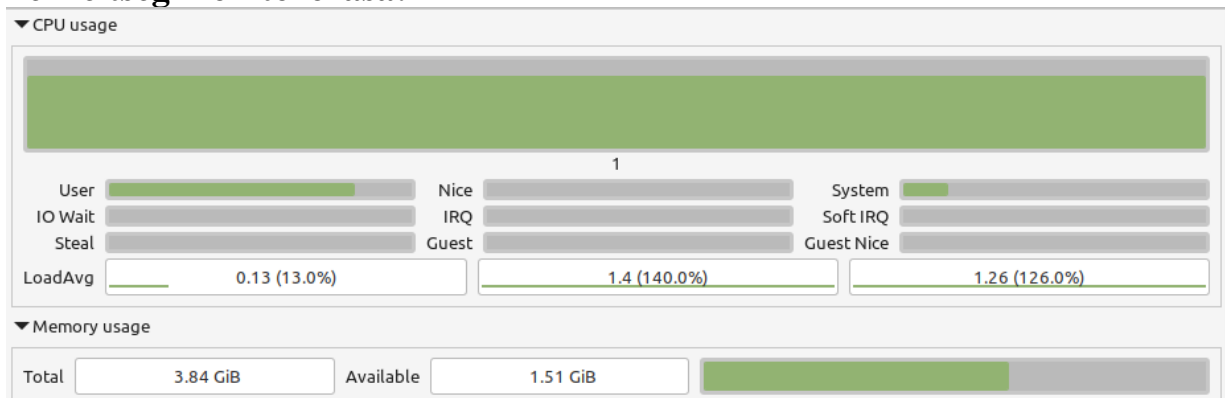 ▼CPU usage
1
User Nice System
IO Wait IRQ Soft IRQ
Steal Guest Guest Nice
LoadAvg 0.13 (13.0%) 1.4 (140.0%) 1.26 (126.0%)
▼Memory usage
Total 3.84 GiB Available 1.51 GiB